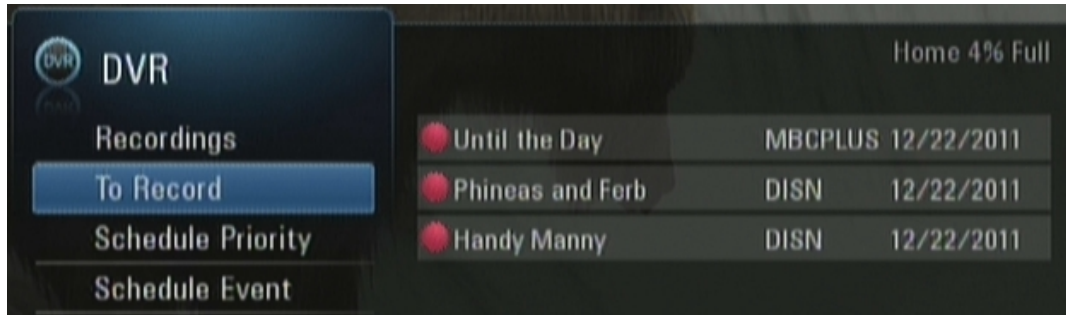 DVR
DVR
Home 4% Full
Recordings
To Record
Schedule Priority
Schedule Event
Until the Day MBCPLUS 12/22/2011
Phineas and Ferb DISN 12/22/2011
Handy Manny DISN 12/22/2011